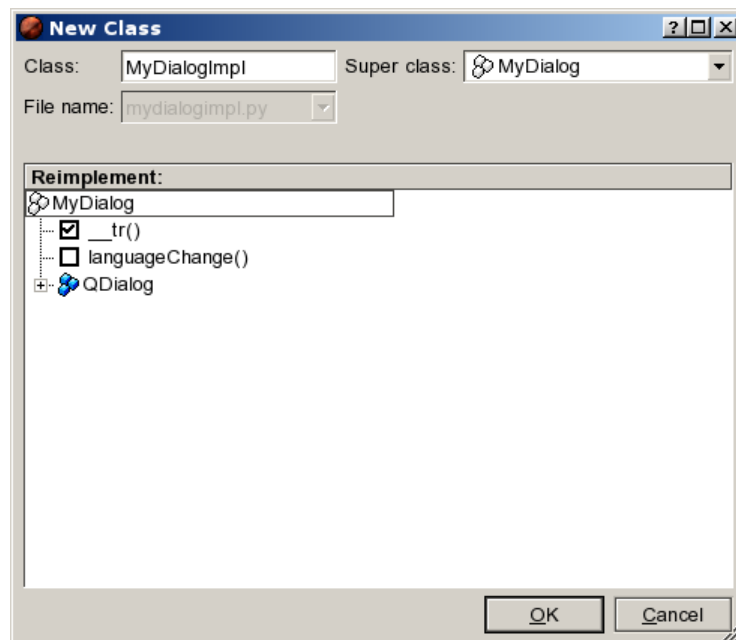 New Class
Class: MyDialogImpl Super class: MyDialog
File name: mydialogimpl.py
Reimplement:
MyDialog
__tr()
languageChange()
QDialog
OK Cancel